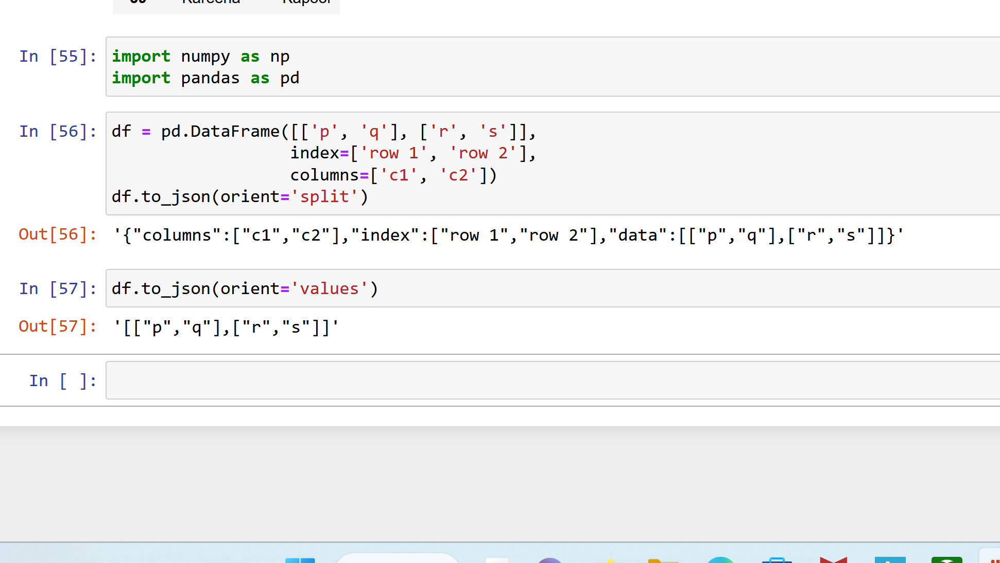 Kareena Kapoor
In [55]: import numpy as np
import pandas as pd
In [56]: df = pd.DataFrame([['p', 'q'], ['r', 's']],
index=['row 1', 'row 2'],
columns=['c1', 'c2'])
df.to_json(orient='split')
Out[56]: '{"columns":["c1","c2"],"index":["row 1","row 2"],"data":[["p","q"],["r","s"]]}'
In [57]: df.to_json(orient='values')
Out[57]: '[["p","q"],["r","s"]]'
In [ ]: